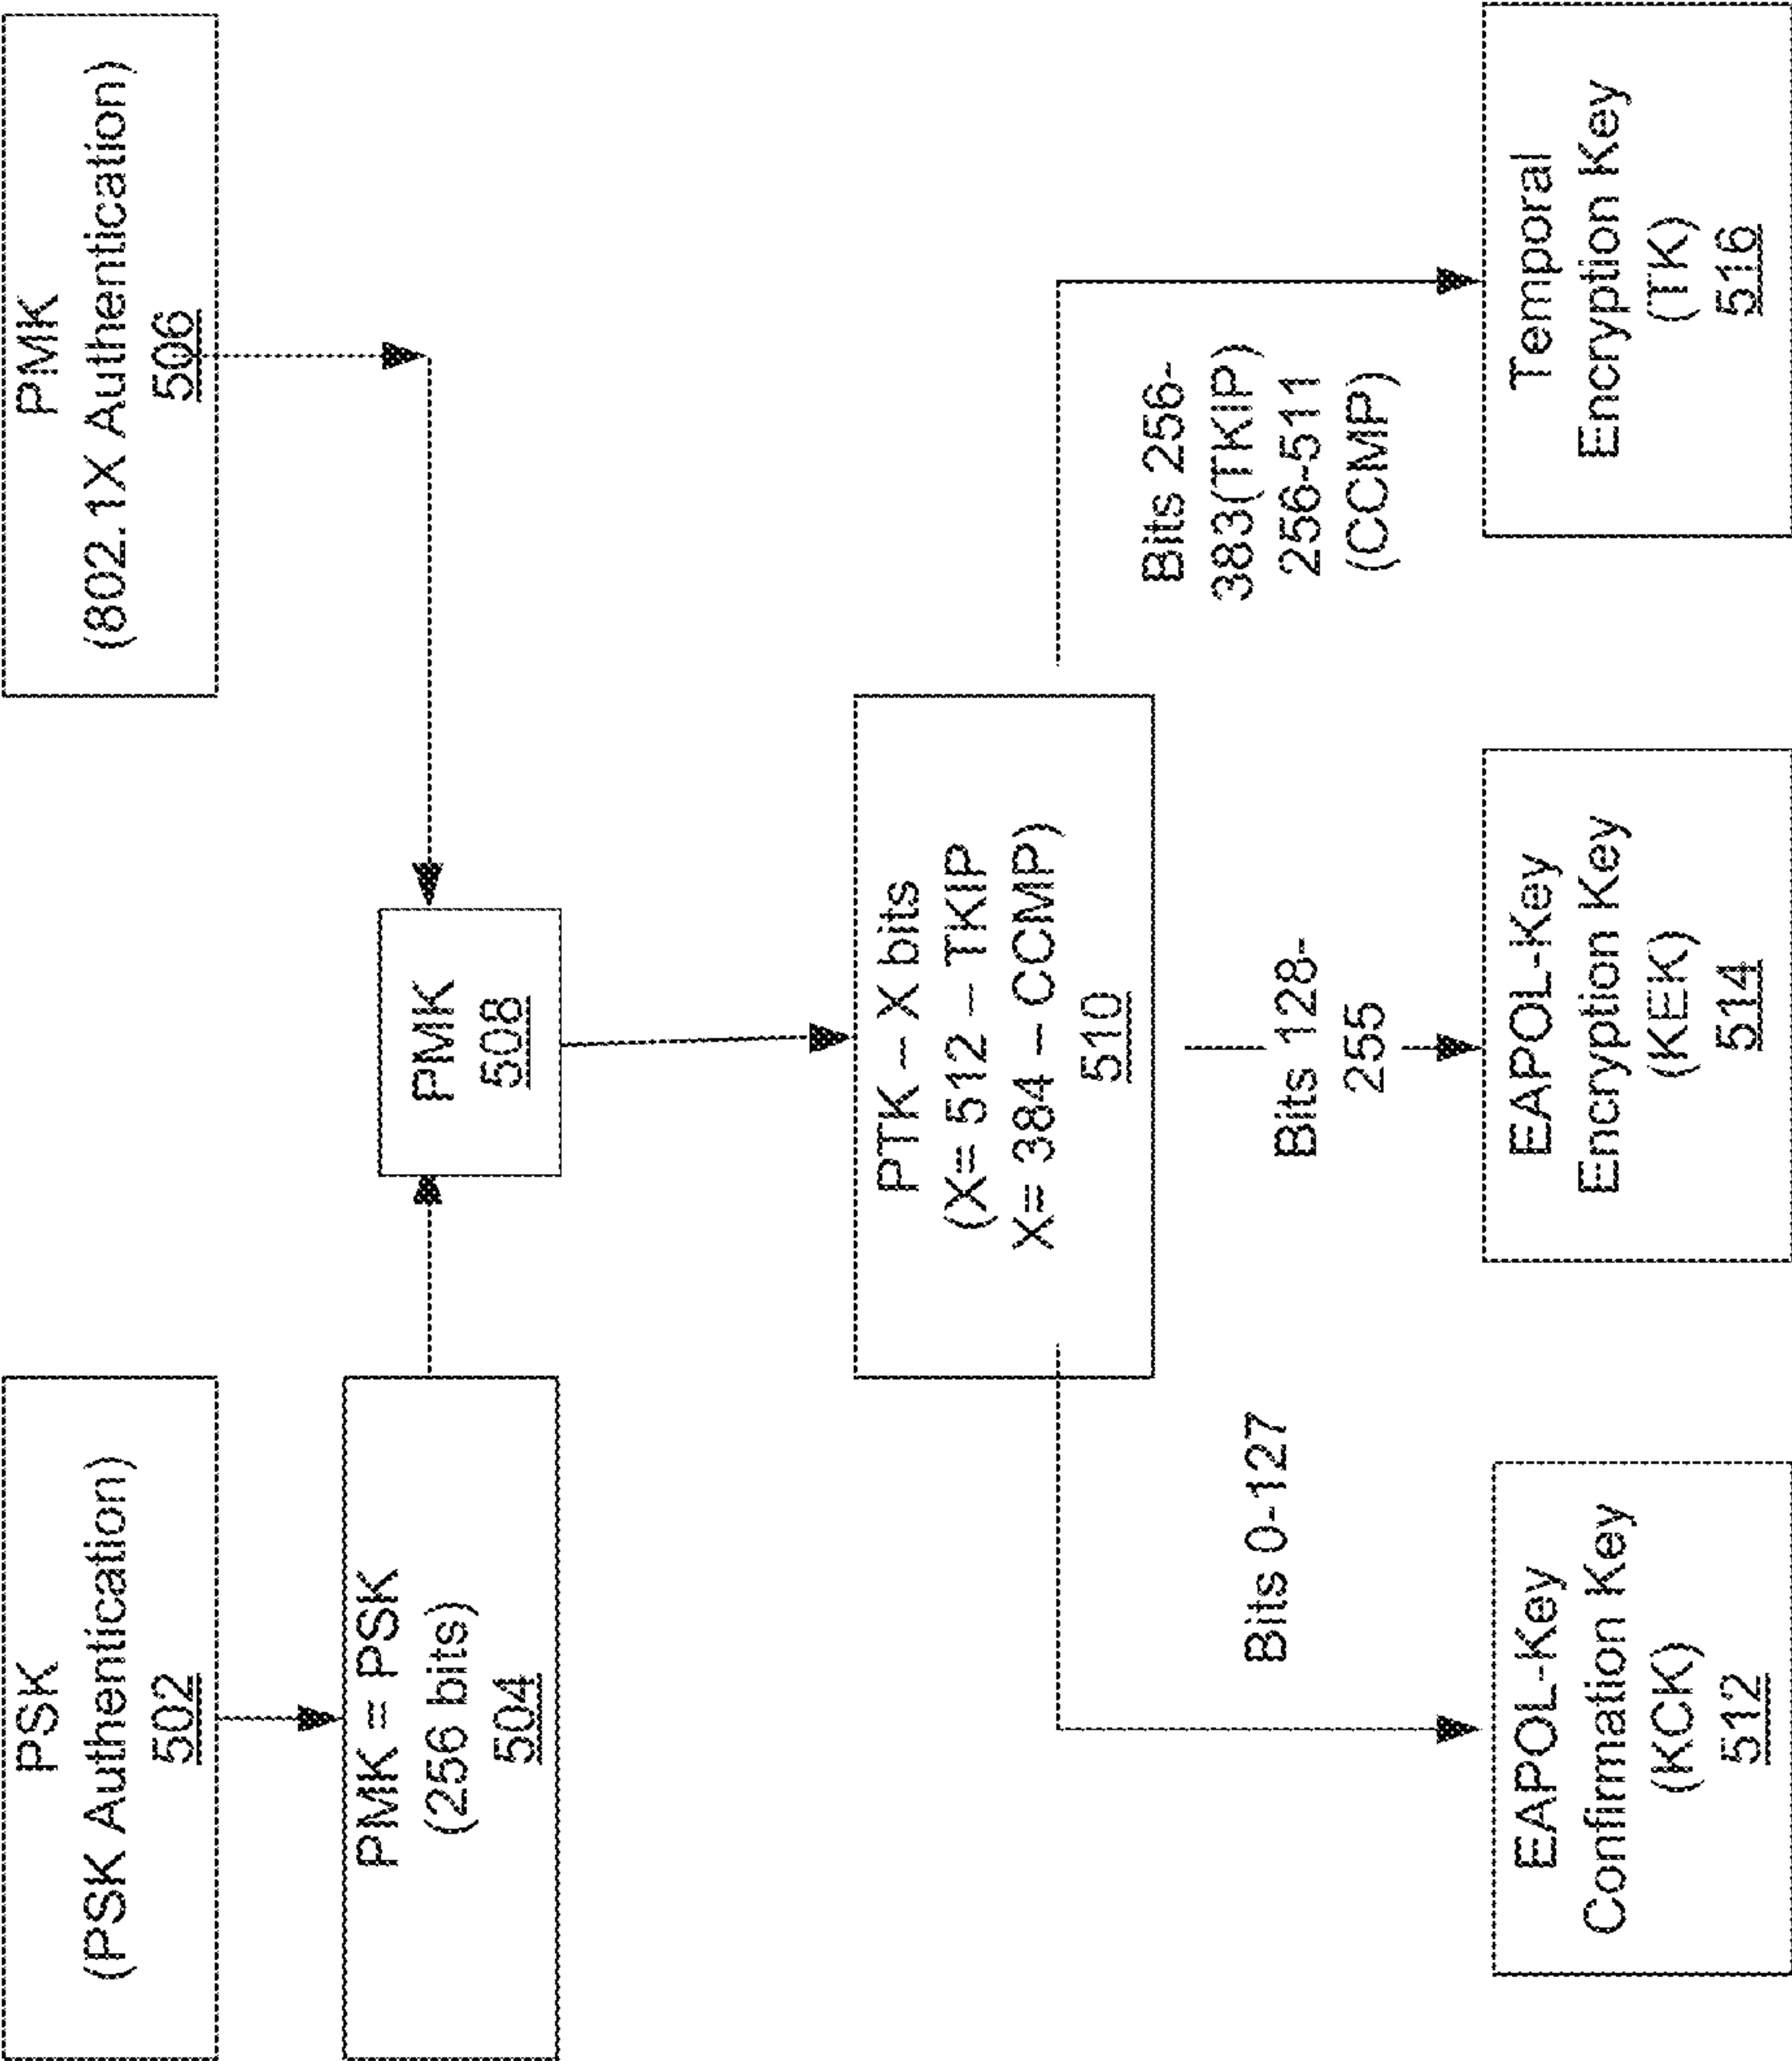 PSK
(PSK Authentication)
502
PMK
(802.1X Authentication)
506
PMK = PSK
(256 bits)
504
PMK
508
PTK – X bits
(X= 512 – TKIP
X= 384 – CCMP)
510
Bits 0-127
Bits 128-
255
Bits 256-
383(TKIP)
256-511
(CCMP)
EAPOL-Key
Confirmation Key
(KCK)
512
EAPOL-Key
Encryption Key
(KEK)
514
Temporal
Encryption Key
(TK)
516